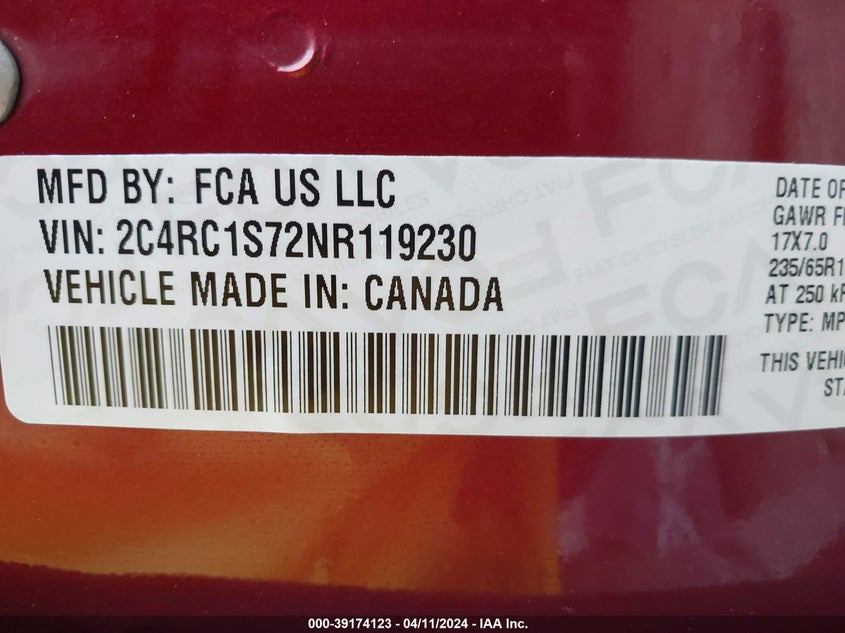 MFD BY: FCA US LLC
VIN: 2C4RC1S72NR119230
VEHICLE MADE IN: CANADA
DATE OF
GAWR
17X7.0
235/65R1
AT 250
TYPE: MP
THIS VEHI
000-39174123 - 04/11/2024 - IAA Inc.